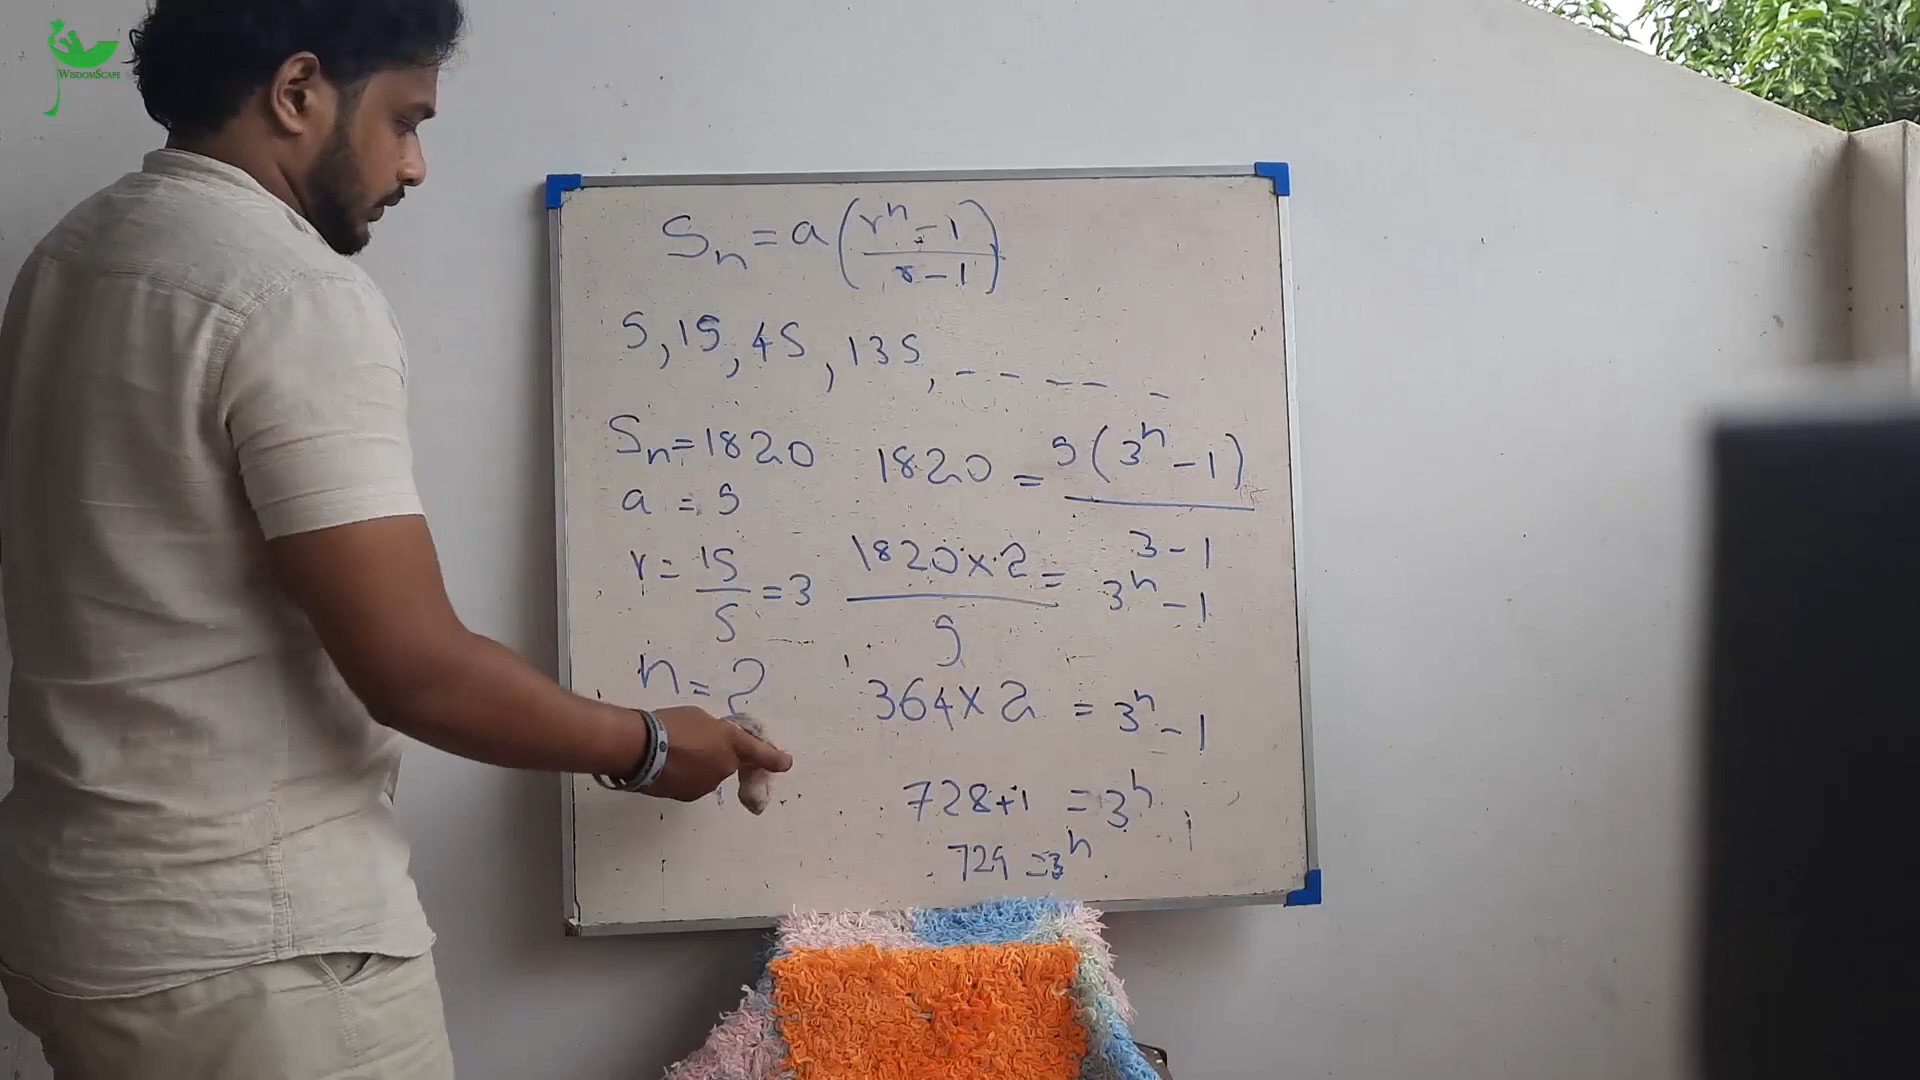 WISDOMSCAPE
Sₙ = a((rⁿ - 1)/(r - 1))
5, 15, 45, 135, - - - - -
Sₙ = 1820
a = 5
r = 15/5 = 3
n = ?
1820 = 5(3ⁿ - 1)/(3 - 1)
(1820 × 2)/5 = 3ⁿ - 1
364 × 2 = 3ⁿ - 1
728 + 1 = 3ⁿ
729 = 3ⁿ